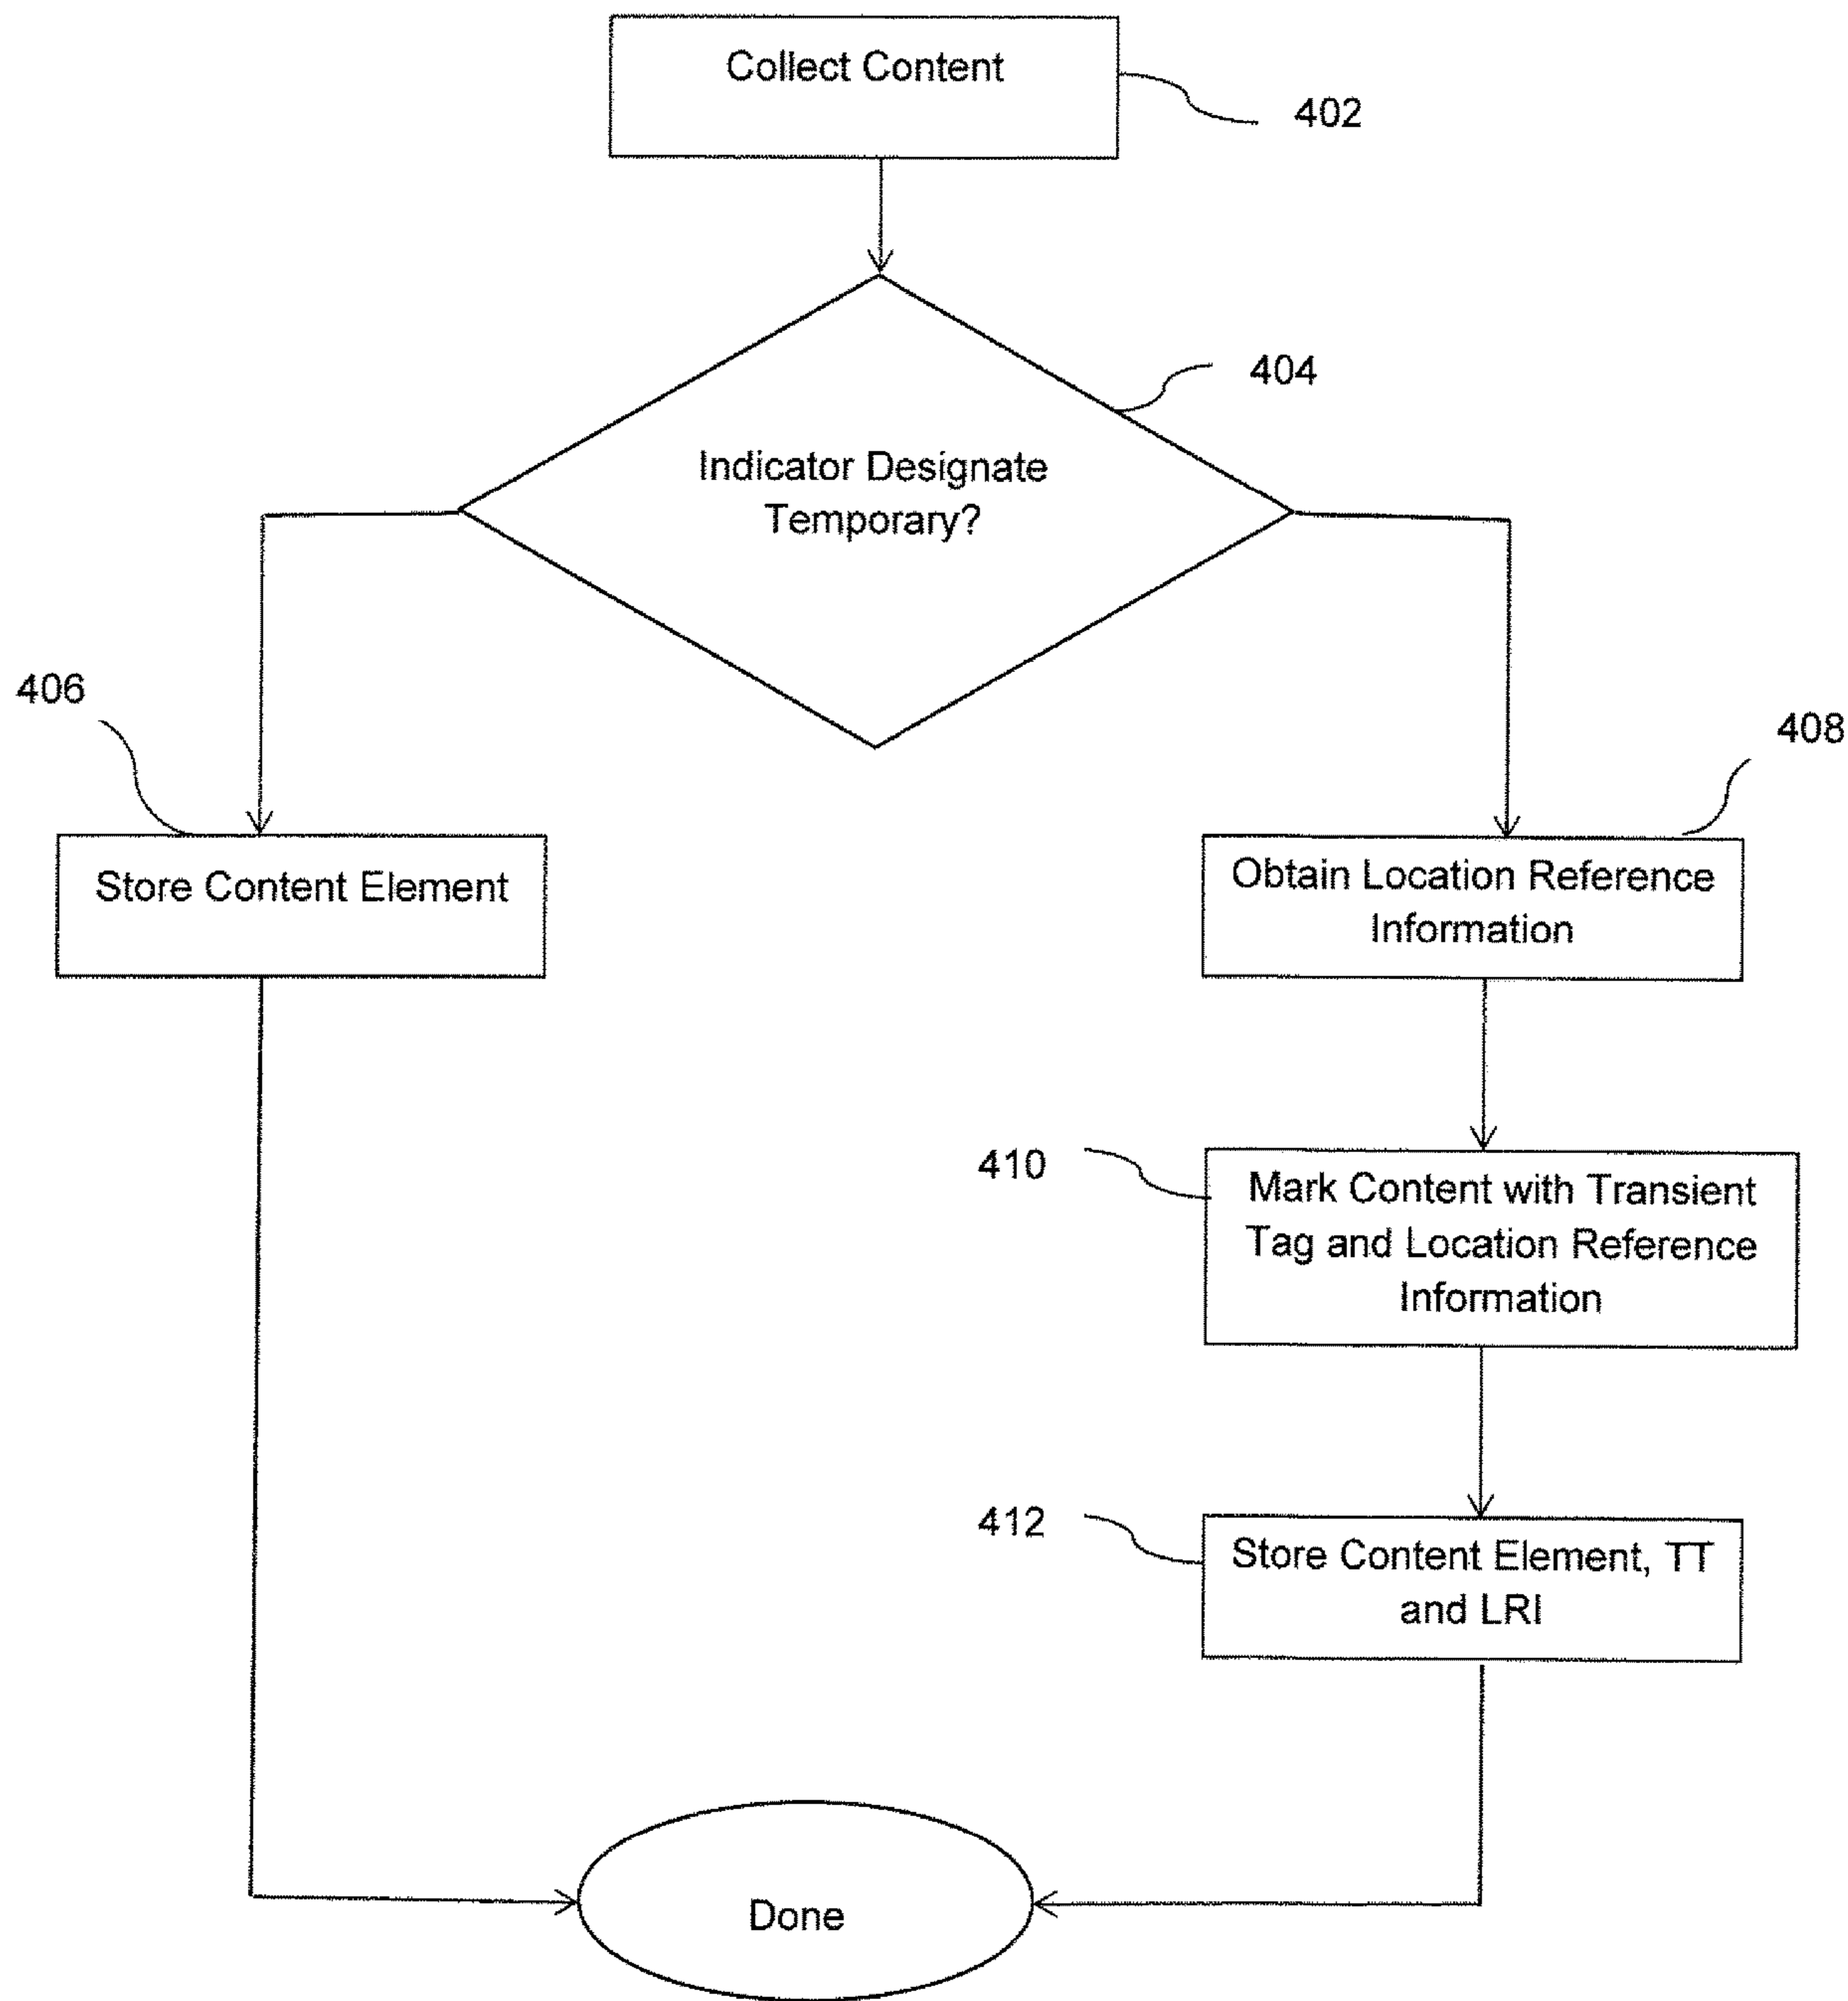 Collect Content
402
404
Indicator Designate
Temporary?
406
408
Store Content Element
Obtain Location Reference
Information
410
Mark Content with Transient
Tag and Location Reference
Information
412
Store Content Element, TT
and LRI
Done